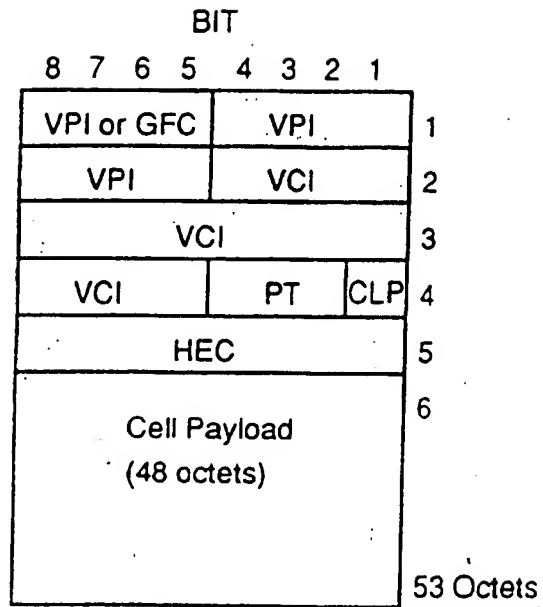 BIT
8 7 6 5 4 3 2 1
VPI or GFC VPI 1
VPI VCI 2
VCI 3
VCI PT CLP 4
HEC 5
6
Cell Payload
(48 octets)
53 Octets